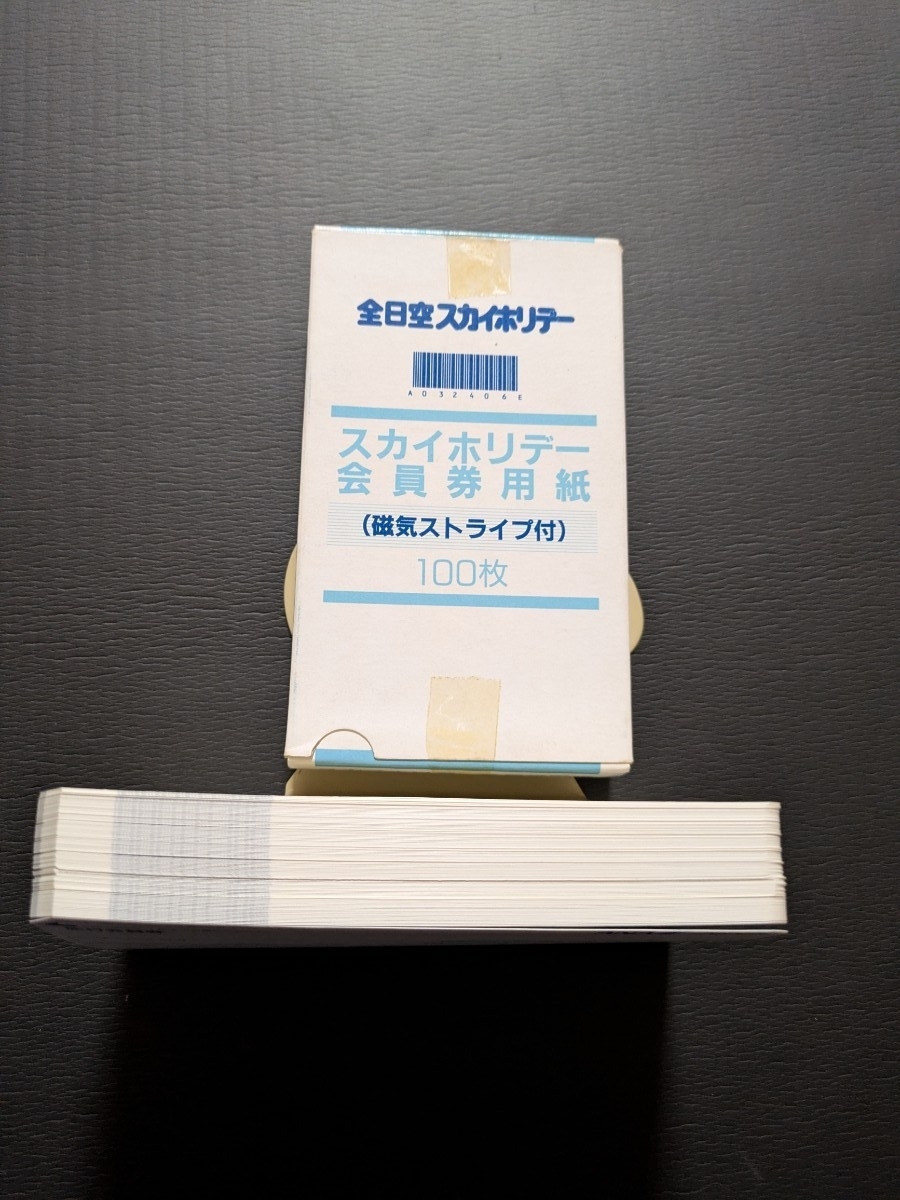 全日空スカイホリデー
A032406E
スカイホリデー
会員券用紙
(磁気ストライプ付)
100枚